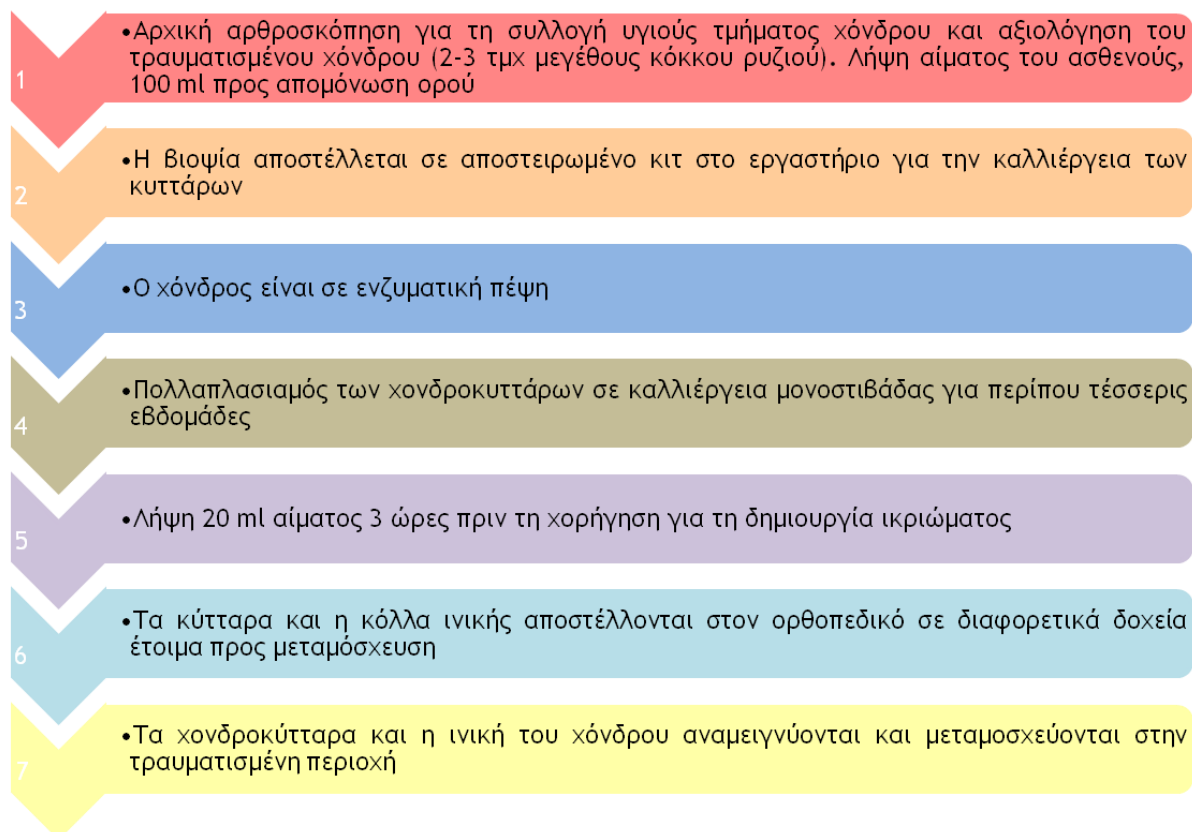 •Αρχική αρθροσκόπηση για τη συλλογή υγιούς τμήματος χόνδρου και αξιολόγηση του
τραυματισμένου χόνδρου (2-3 τμχ μεγέθους κόκκου ρυζιού). Λήψη αίματος του ασθενούς,
1
100 ml προς απομόνωση ορού
•Η βιοψία αποστέλλεται σε αποστειρωμένο κιτ στο εργαστήριο για την καλλιέργεια των
2
κυττάρων
•Ο χόνδρος είναι σε ενζυματική πέψη
3
•Πολλαπλασιαμός των χονδροκυττάρων σε καλλιέργεια μονοστιβάδας για περίπου τέσσερις
4
εβδομάδες
•Λήψη 20 ml αίματος 3 ώρες πριν τη χορήγηση για τη δημιουργία ικριώματος
5
•Τα κύτταρα και η κόλλα ινικής αποστέλλονται στον ορθοπεδικό σε διαφορετικά δοχεία
6
έτοιμα προς μεταμόσχευση
•Τα χονδροκύτταρα και η ινική του χόνδρου αναμειγνύονται και μεταμοσχεύονται στην
7
τραυματισμένη περιοχή